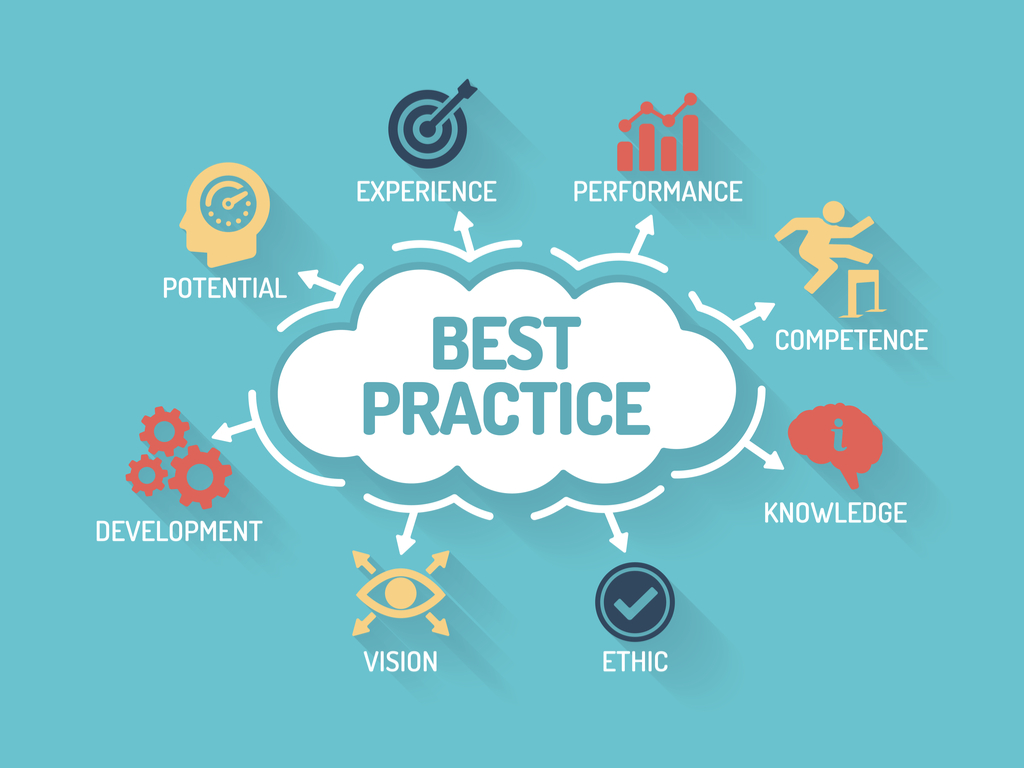 EXPERIENCE
PERFORMANCE
POTENTIAL
COMPETENCE
BEST
PRACTICE
i
KNOWLEDGE
DEVELOPMENT
VISION
ETHIC